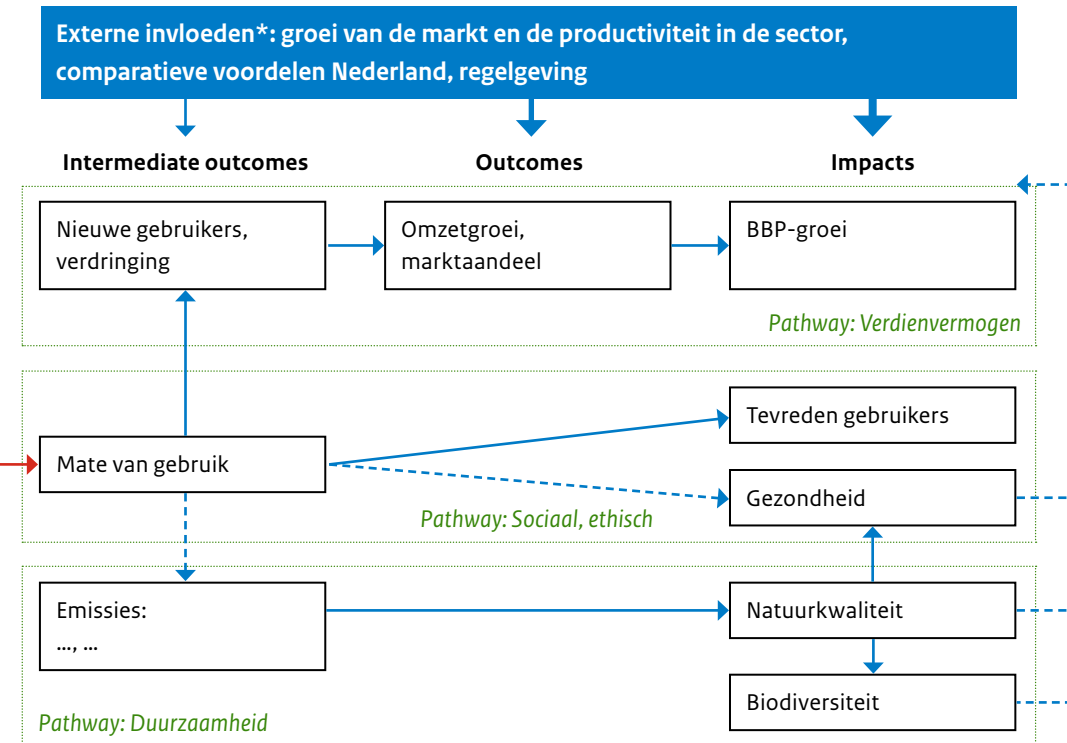 Externe invloeden*: groei van de markt en de productiviteit in de sector,
comparatieve voordelen Nederland, regelgeving
Intermediate outcomes
Outcomes
Impacts
Nieuwe gebruikers,
verdringing
Omzetgroei,
marktaandeel
BBP-groei
Pathway: Verdienvermogen
Tevreden gebruikers
Mate van gebruik
Gezondheid
Pathway: Sociaal, ethisch
Emissies:
..., ...
Natuurkwaliteit
Biodiversiteit
Pathway: Duurzaamheid